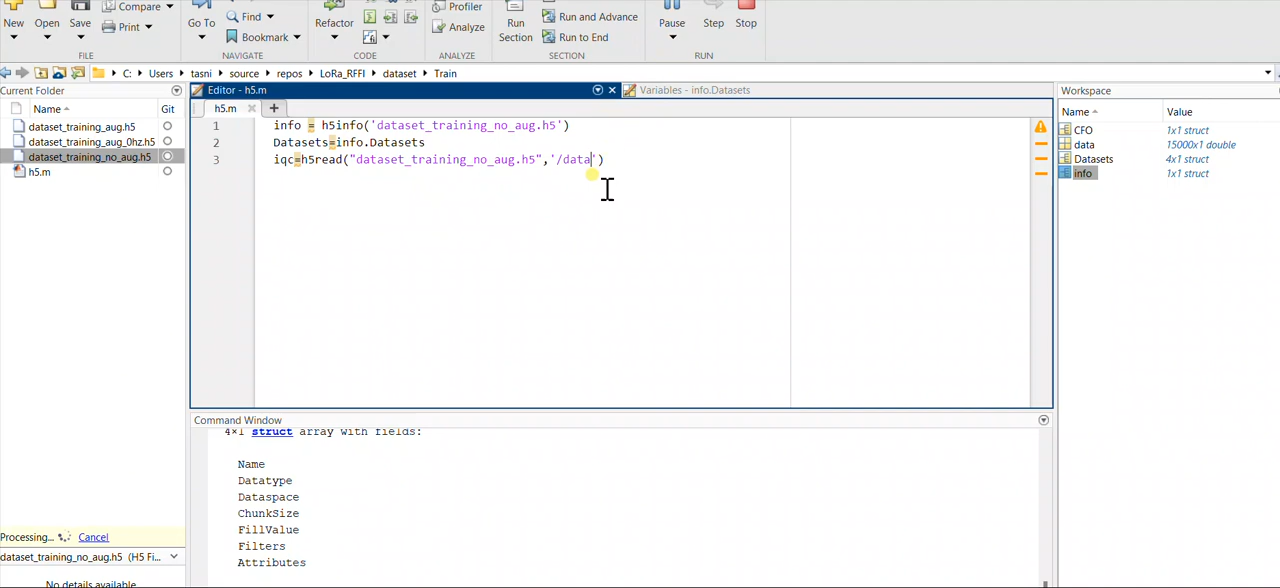 Compare
Profiler
New
Open
Save
Print
Go To
Find
Bookmark
Refactor
Analyze
Run Section
Run and Advance
Run to End
Pause
Step
Stop
FILE
NAVIGATE
CODE
ANALYZE
SECTION
RUN
C: Users tasni source repos LoRa_RFFI dataset Train
Current Folder
Name Git
dataset_training_aug.h5
dataset_training_aug_0hz.h5
dataset_training_no_aug.h5
h5.m
Processing... Cancel
dataset_training_no_aug.h5 (H5 Fi...
No details available
Editor - h5.m
Variables - info.Datasets
h5.m
1 info = h5info('dataset_training_no_aug.h5')
2 Datasets=info.Datasets
3 iqc=h5read("dataset_training_no_aug.h5",'/data')
Command Window
4×1 struct array with fields:
Name
Datatype
Dataspace
ChunkSize
FillValue
Filters
Attributes
Workspace
Name Value
CFO 1x1 struct
data 15000x1 double
Datasets 4x1 struct
info 1x1 struct